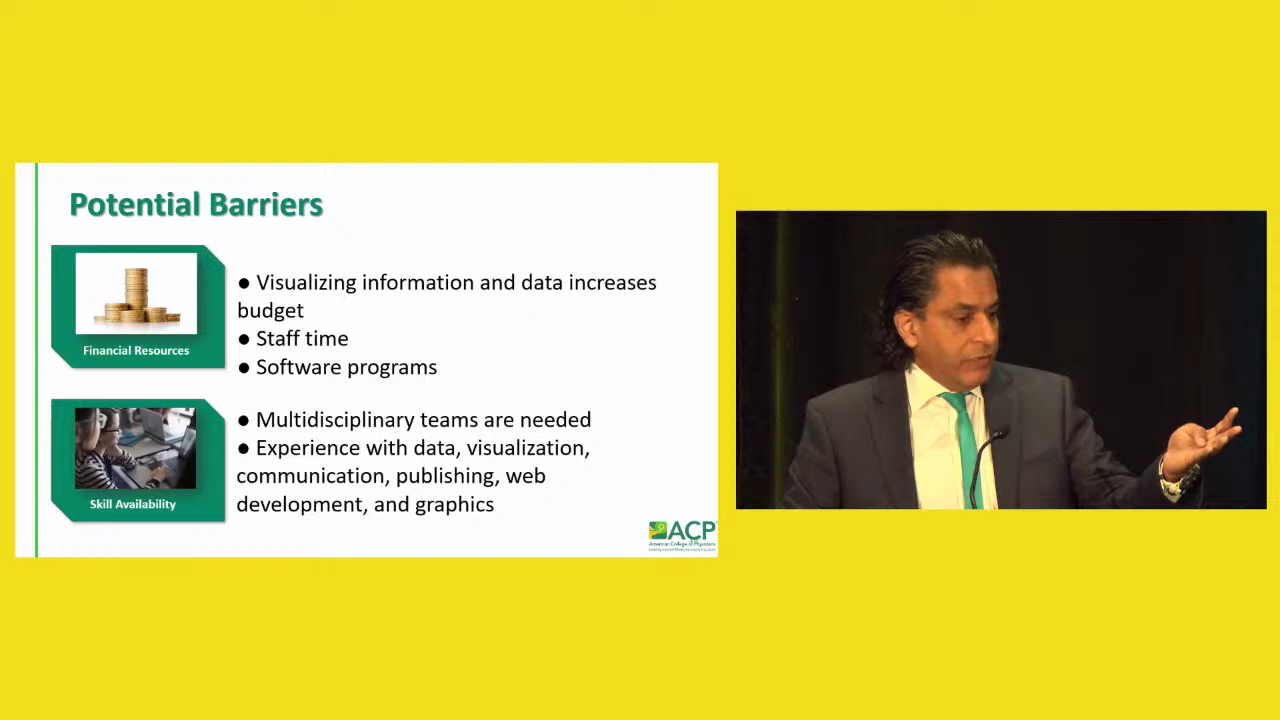 Potential Barriers
Financial Resources
● Visualizing information and data increases
budget
● Staff time
● Software programs
Skill Availability
● Multidisciplinary teams are needed
● Experience with data, visualization,
communication, publishing, web
development, and graphics
ACP
American College of Physicians